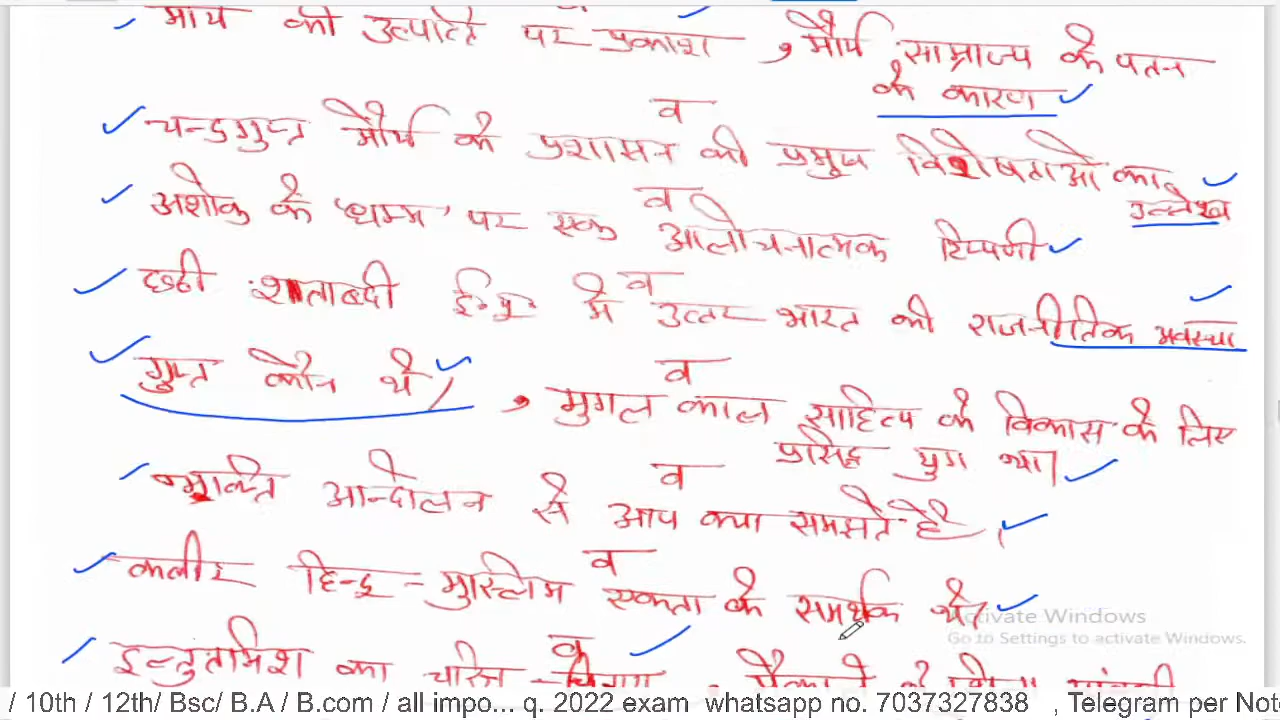 मौर्य की उत्पत्ति पर प्रकाश, मौर्य साम्राज्य के पतन
के कारण
व
चन्द्रगुप्त मौर्य के प्रशासन की प्रमुख विशेषताओ का
उल्लेख
व
अशोक के 'धम्म' पर एक आलोचनात्मक टिप्पणी
व
छठी शताब्दी ई.पू. में उत्तर भारत की राजनीतिक अवस्था
व
गुप्त कौन थे / , मुगल काल साहित्य के विकास के लिए
प्रसिद्ध युग था।
व
भक्ति आन्दोलन से आप क्या समझते है।
व
कबीर हिन्दू - मुस्लिम एकता के समर्थक थे।
व
इल्तुतमिश का
Activate Windows
Go to Settings to activate Windows.
/ 10th / 12th/ Bsc/ B.A / B.com / all impo... q. 2022 exam whatsapp no. 7037327838 , Telegram per Not